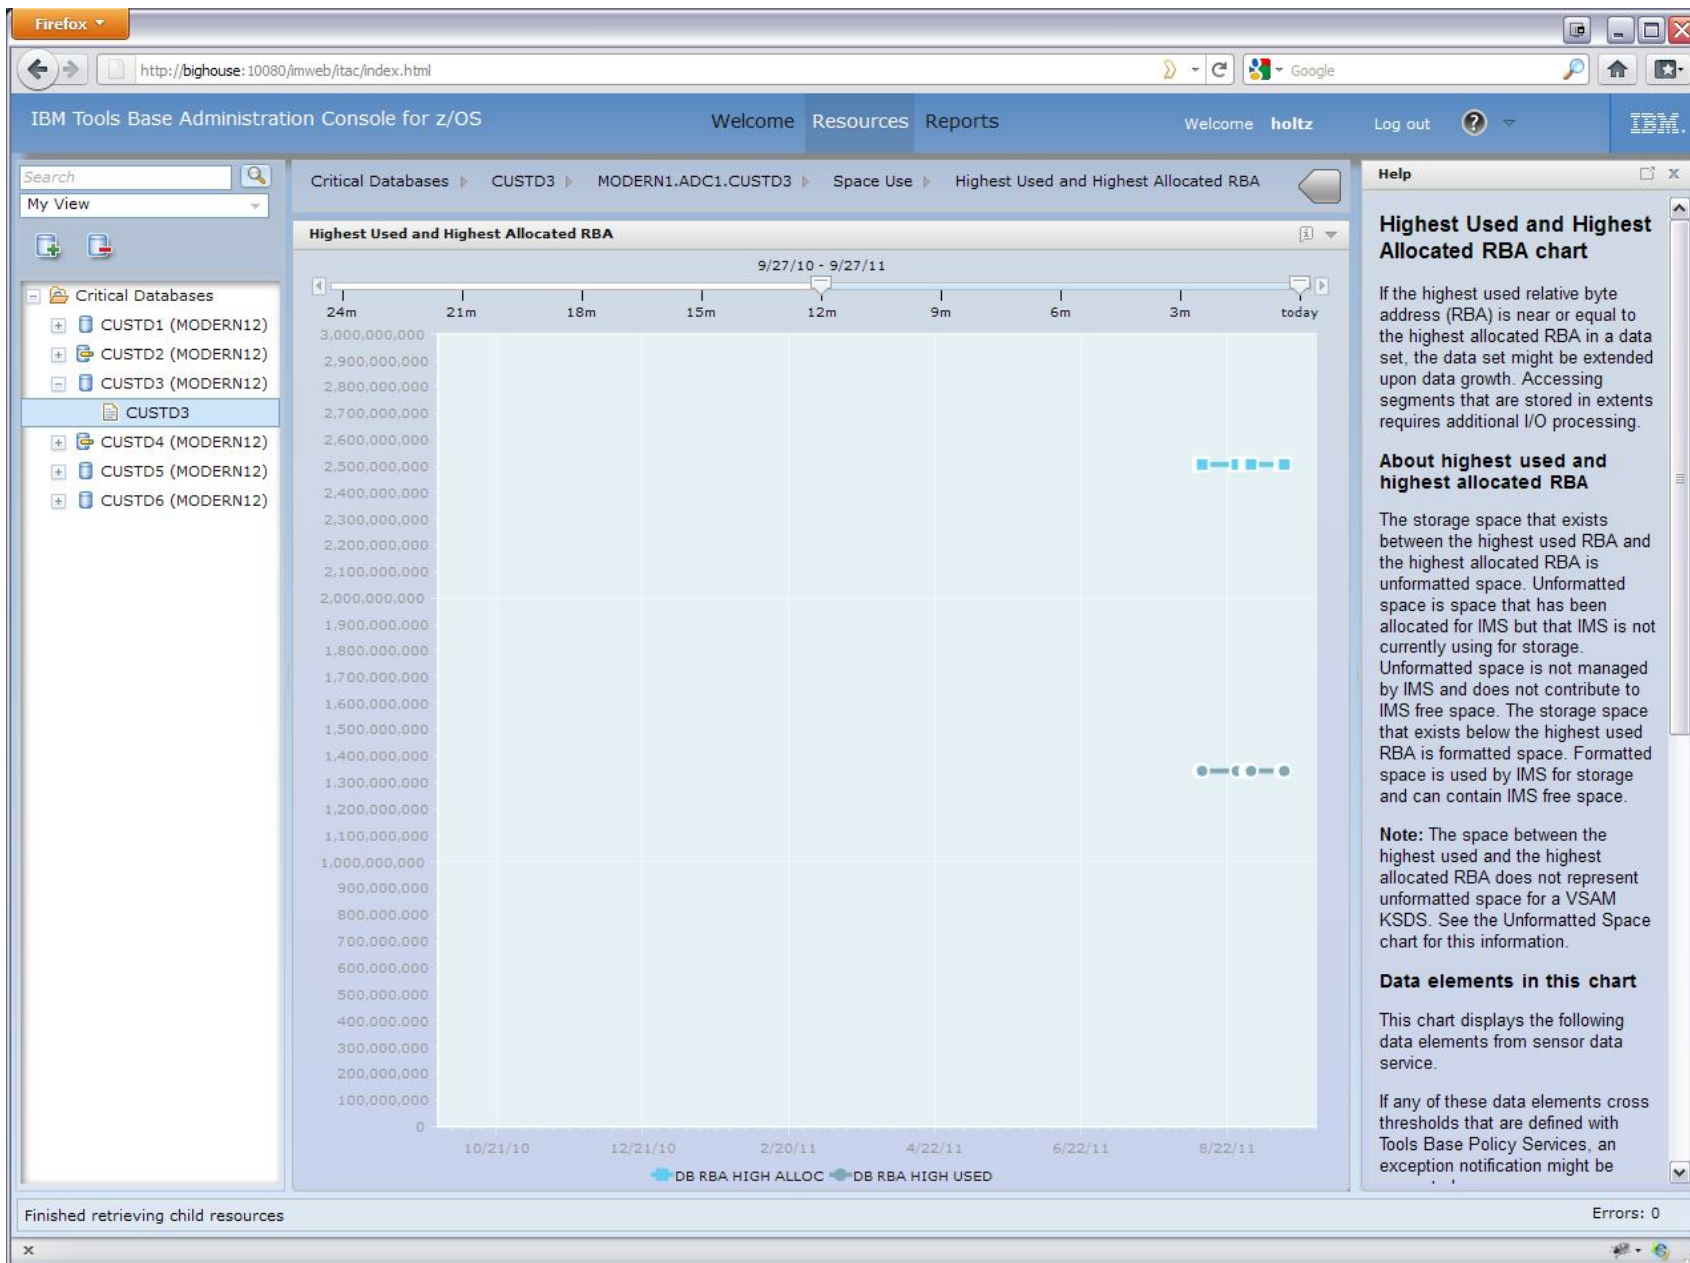 Firefox
http://bighouse:10080/imweb/itac/index.html
Google
IBM Tools Base Administration Console for z/OS
Welcome Resources Reports
Welcome holtz
Log out
?
IBM.
Search
My View
Critical Databases
CUSTD1 (MODERN12)
CUSTD2 (MODERN12)
CUSTD3 (MODERN12)
CUSTD3
CUSTD4 (MODERN12)
CUSTD5 (MODERN12)
CUSTD6 (MODERN12)
Critical Databases CUSTD3 MODERN1.ADC1.CUSTD3 Space Use Highest Used and Highest Allocated RBA
Highest Used and Highest Allocated RBA
9/27/10 - 9/27/11
24m 21m 18m 15m 12m 9m 6m 3m today
3,000,000,000
2,900,000,000
2,800,000,000
2,700,000,000
2,600,000,000
2,500,000,000
2,400,000,000
2,300,000,000
2,200,000,000
2,100,000,000
2,000,000,000
1,900,000,000
1,800,000,000
1,700,000,000
1,600,000,000
1,500,000,000
1,400,000,000
1,300,000,000
1,200,000,000
1,100,000,000
1,000,000,000
900,000,000
800,000,000
700,000,000
600,000,000
500,000,000
400,000,000
300,000,000
200,000,000
100,000,000
0
10/21/10 12/21/10 2/20/11 4/22/11 6/22/11 8/22/11
DB RBA HIGH ALLOC DB RBA HIGH USED
Help
Highest Used and Highest
Allocated RBA chart
If the highest used relative byte
address (RBA) is near or equal to
the highest allocated RBA in a data
set, the data set might be extended
upon data growth. Accessing
segments that are stored in extents
requires additional I/O processing.
About highest used and
highest allocated RBA
The storage space that exists
between the highest used RBA and
the highest allocated RBA is
unformatted space. Unformatted
space is space that has been
allocated for IMS but that IMS is not
currently using for storage.
Unformatted space is not managed
by IMS and does not contribute to
IMS free space. The storage space
that exists below the highest used
RBA is formatted space. Formatted
space is used by IMS for storage
and can contain IMS free space.
Note: The space between the
highest used and the highest
allocated RBA does not represent
unformatted space for a VSAM
KSDS. See the Unformatted Space
chart for this information.
Data elements in this chart
This chart displays the following
data elements from sensor data
service.
If any of these data elements cross
thresholds that are defined with
Tools Base Policy Services, an
exception notification might be
Finished retrieving child resources
Errors: 0